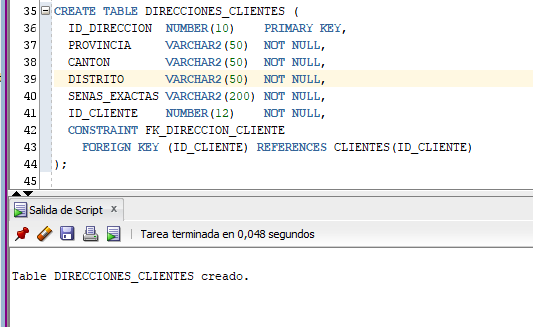 35 CREATE TABLE DIRECCIONES_CLIENTES (
36 ID_DIRECCION NUMBER(10) PRIMARY KEY,
37 PROVINCIA VARCHAR2(50) NOT NULL,
38 CANTON VARCHAR2(50) NOT NULL,
39 DISTRITO VARCHAR2(50) NOT NULL,
40 SENAS_EXACTAS VARCHAR2(200) NOT NULL,
41 ID_CLIENTE NUMBER(12) NOT NULL,
42 CONSTRAINT FK_DIRECCION_CLIENTE
43 FOREIGN KEY (ID_CLIENTE) REFERENCES CLIENTES(ID_CLIENTE)
44 );
45
Salida de Script x
Tarea terminada en 0,048 segundos
Table DIRECCIONES_CLIENTES creado.